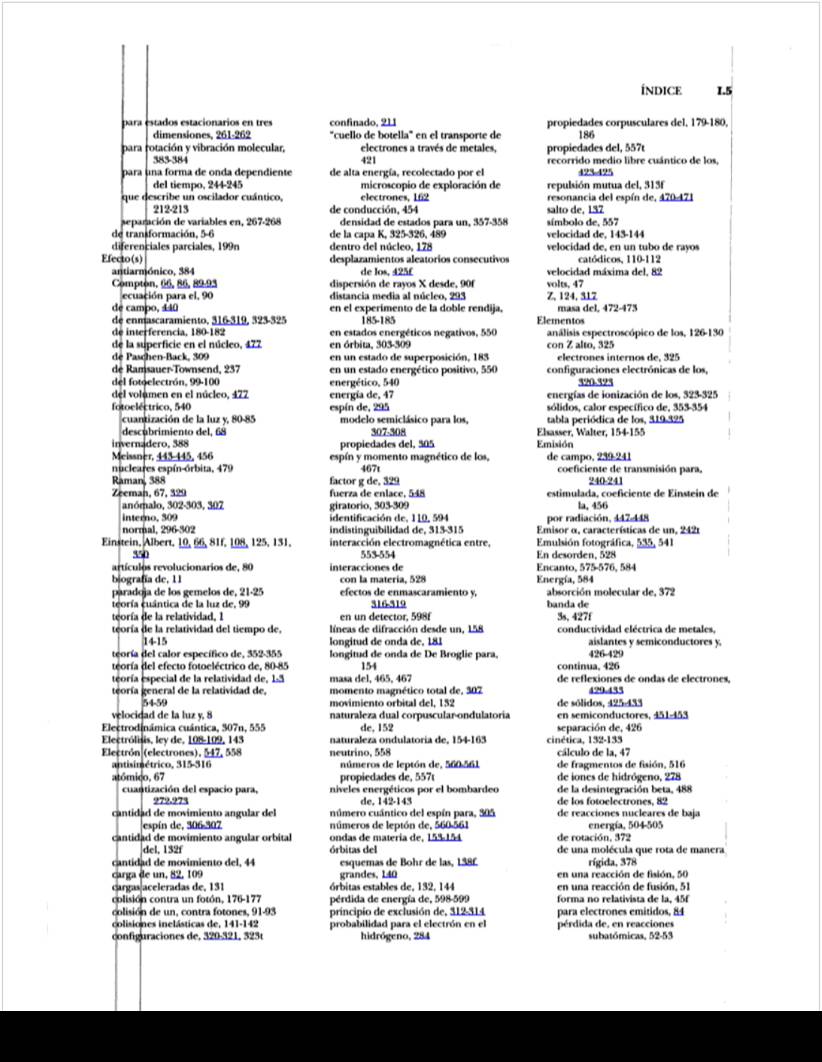 ÍNDICE I.5
para estados estacionarios en tres
dimensiones, 261-262
para rotación y vibración molecular,
383-384
para una forma de onda dependiente
del tiempo, 244-245
que describe un oscilador cuántico,
212-213
separación de variables en, 267-268
de transformación, 5-6
diferenciales parciales, 199n
Efecto(s)
antiarmónico, 384
Compton, 66, 86, 89-93
ecuación para el, 90
de campo, 440
de enmascaramiento, 316-319, 323-325
de interferencia, 180-182
de la superficie en el núcleo, 477
de Paschen-Back, 309
de Ramsauer-Townsend, 237
del fotoelectrón, 99-100
del volumen en el núcleo, 477
fotoeléctrico, 540
cuantización de la luz y, 80-85
descubrimiento del, 68
invernadero, 388
Meissner, 443-445, 456
nucleares espín-órbita, 479
Raman, 388
Zeeman, 67, 329
anómalo, 302-303, 307
interno, 309
normal, 296-302
Einstein, Albert, 10, 66, 81f, 108, 125, 131,
350
artículos revolucionarios de, 80
biografía de, 11
paradoja de los gemelos de, 21-25
teoría cuántica de la luz de, 99
teoría de la relatividad, 1
teoría de la relatividad del tiempo de,
14-15
teoría del calor específico de, 352-355
teoría del efecto fotoeléctrico de, 80-85
teoría especial de la relatividad de, 1-3
teoría general de la relatividad de,
54-59
velocidad de la luz y, 8
Electrodinámica cuántica, 307n, 555
Electrólisis, ley de, 108-109, 143
Electrón (electrones), 547, 558
antisimétrico, 315-316
atómico, 67
cuantización del espacio para,
272-273
cantidad de movimiento angular del
espín de, 306-307
cantidad de movimiento angular orbital
del, 132f
cantidad de movimiento del, 44
carga de un, 82, 109
cargas aceleradas de, 131
colisión contra un fotón, 176-177
colisión de un, contra fotones, 91-93
colisiones inelásticas de, 141-142
configuraciones de, 320-321, 323t
confinado, 211
"cuello de botella" en el transporte de
electrones a través de metales,
421
de alta energía, recolectado por el
microscopio de exploración de
electrones, 162
de conducción, 454
densidad de estados para un, 357-358
de la capa K, 325-326, 489
dentro del núcleo, 178
desplazamientos aleatorios consecutivos
de los, 425f
dispersión de rayos X desde, 90f
distancia media al núcleo, 293
en el experimento de la doble rendija,
185-185
en estados energéticos negativos, 550
en órbita, 303-309
en un estado de superposición, 183
en un estado energético positivo, 550
energético, 540
energía de, 47
espín de, 295
modelo semiclásico para los,
307-308
propiedades del, 305
espín y momento magnético de los,
467t
factor g de, 329
fuerza de enlace, 548
giratorio, 303-309
identificación de, 110, 594
indistinguibilidad de, 313-315
interacción electromagnética entre,
553-554
interacciones de
con la materia, 528
efectos de enmascaramiento y,
316-319
en un detector, 598f
líneas de difracción desde un, 158
longitud de onda de, 181
longitud de onda de De Broglie para,
154
masa del, 465, 467
momento magnético total de, 307
movimiento orbital del, 132
naturaleza dual corpuscular-ondulatoria
de, 152
naturaleza ondulatoria de, 154-163
neutrino, 558
números de leptón de, 560-561
propiedades de, 557t
niveles energéticos por el bombardeo
de, 142-143
número cuántico del espín para, 305
números de leptón de, 560-561
ondas de materia de, 153-154
órbitas del
esquemas de Bohr de las, 138f
grandes, 140
órbitas estables de, 132, 144
pérdida de energía de, 598-599
principio de exclusión de, 312-314
probabilidad para el electrón en el
hidrógeno, 284
propiedades corpusculares del, 179-180,
186
propiedades del, 557t
recorrido medio libre cuántico de los,
423-425
repulsión mutua del, 313f
resonancia del espín de, 470-471
salto de, 137
símbolo de, 557
velocidad de, 143-144
velocidad de, en un tubo de rayos
catódicos, 110-112
velocidad máxima del, 82
volts, 47
Z, 124, 317
masa del, 472-473
Elementos
análisis espectroscópico de los, 126-130
con Z alto, 325
electrones internos de, 325
configuraciones electrónicas de los,
320-323
energías de ionización de los, 323-325
sólidos, calor específico de, 353-354
tabla periódica de los, 319-325
Elsasser, Walter, 154-155
Emisión
de campo, 239-241
coeficiente de transmisión para,
240-241
estimulada, coeficiente de Einstein de
la, 456
por radiación, 447-448
Emisor α, características de un, 242t
Emulsión fotográfica, 535, 541
En desorden, 528
Encanto, 575-576, 584
Energía, 584
absorción molecular de, 372
banda de
3s, 427f
conductividad eléctrica de metales,
aislantes y semiconductores y,
426-429
continua, 426
de reflexiones de ondas de electrones,
429-433
de sólidos, 425-433
en semiconductores, 451-453
separación de, 426
cinética, 132-133
cálculo de la, 47
de fragmentos de fisión, 516
de iones de hidrógeno, 278
de la desintegración beta, 488
de los fotoelectrones, 82
de reacciones nucleares de baja
energía, 504-505
de rotación, 372
de una molécula que rota de manera
rígida, 378
en una reacción de fisión, 50
en una reacción de fusión, 51
forma no relativista de la, 45f
para electrones emitidos, 84
pérdida de, en reacciones
subatómicas, 52-53